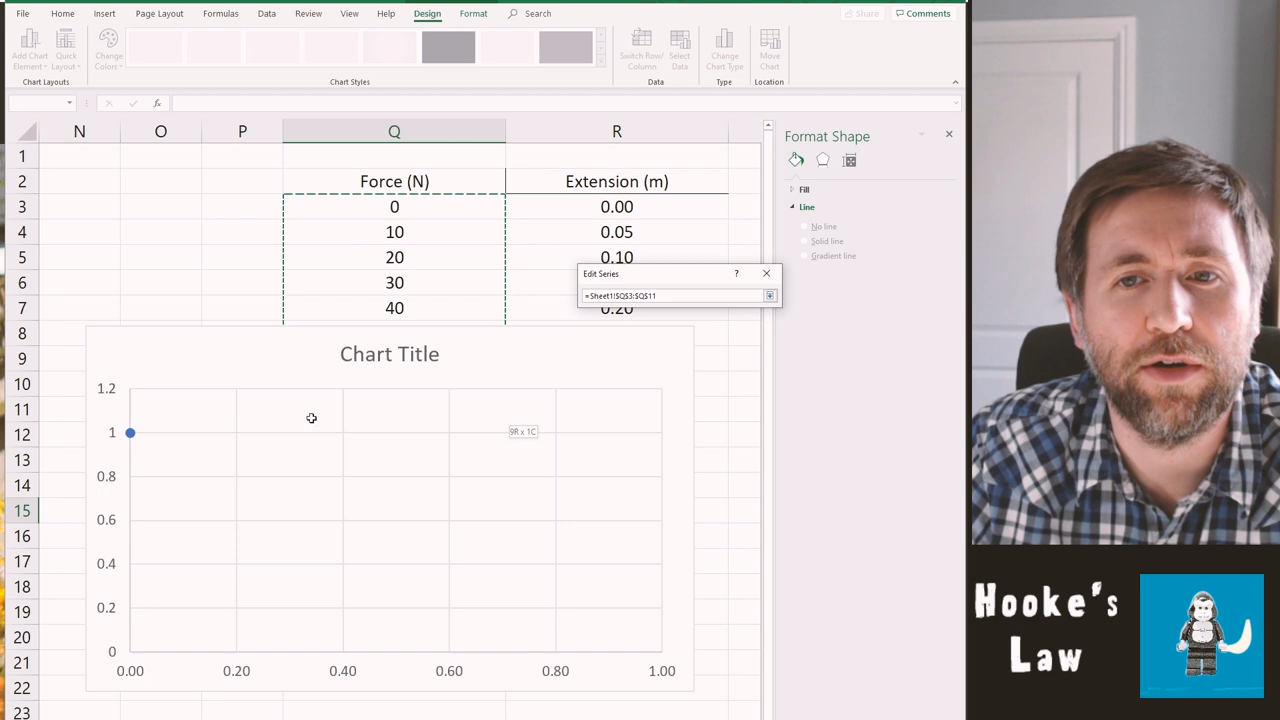 File Home Insert Page Layout Formulas Data Review View Help Design Format Search Share Comments
Add Chart Element Quick Layout Change Colors Switch Row/ Column Select Data Change Chart Type Move Chart
Chart Layouts Chart Styles Data Type Location
fx
N O P Q R
Format Shape
Fill
Line
No line
Solid line
Gradient line
1
2 Force (N) Extension (m)
3 0 0.00
4 10 0.05
5 20 0.10
6 30
7 40 0.20
Edit Series ?
=Sheet1!$Q$3:$Q$11
8
9
10
11
12
13
14
15
16
17
18
19
20
21
22
23
Chart Title
1.2
1
9R x 1C
0.8
0.6
0.4
0.2
0
0.00 0.20 0.40 0.60 0.80 1.00
Hooke's
Law